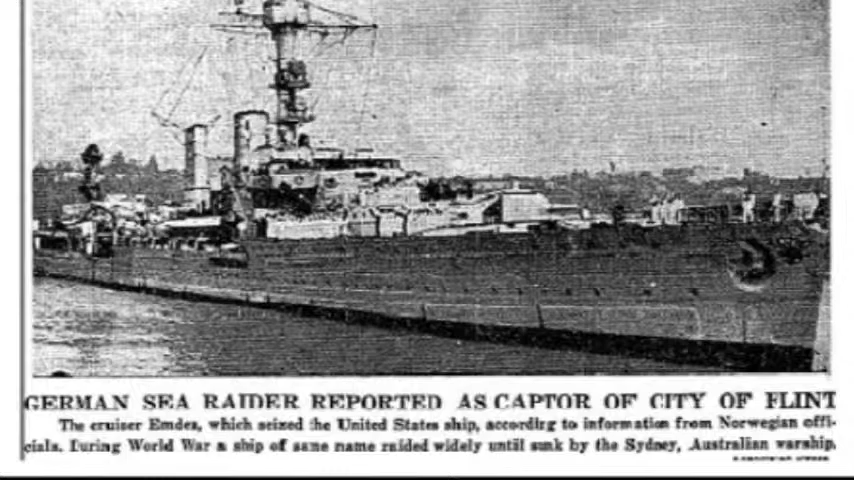 GERMAN SEA RAIDER REPORTED AS CAPTOR OF CITY OF FLINT
The cruiser Emden, which seized the United States ship, according to information from Norwegian offi-
cials. During World War a ship of same name raided widely until sunk by the Sydney, Australian warship.